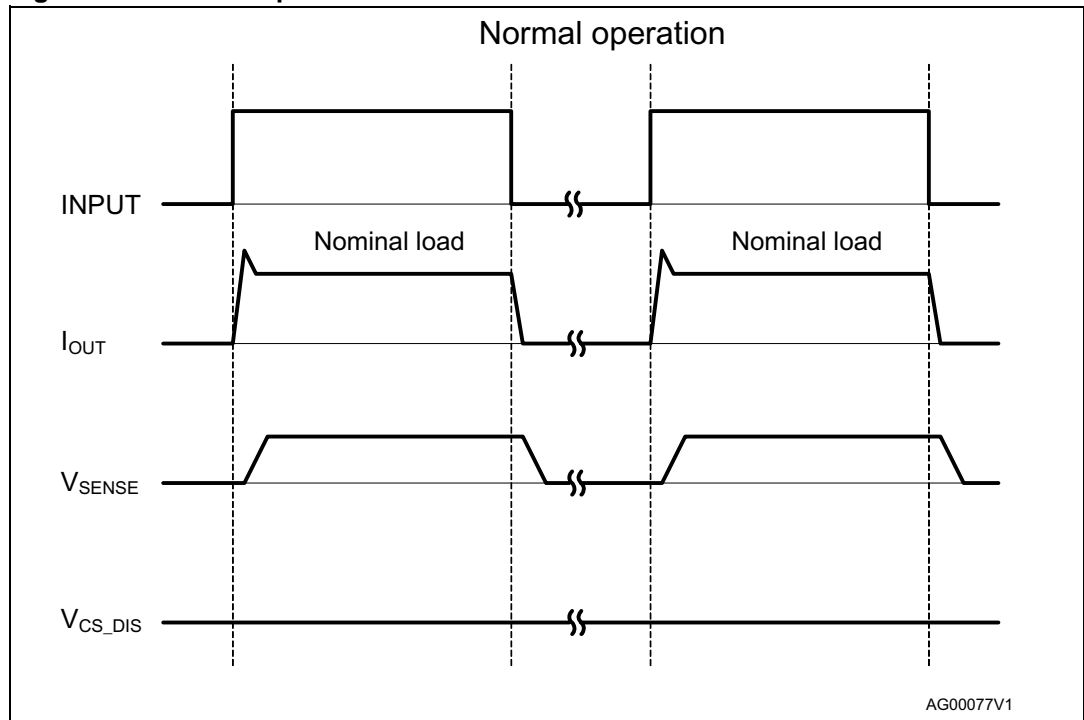 Normal operation
INPUT
Nominal load Nominal load
IOUT
VSENSE
VCS_DIS
AG00077V1